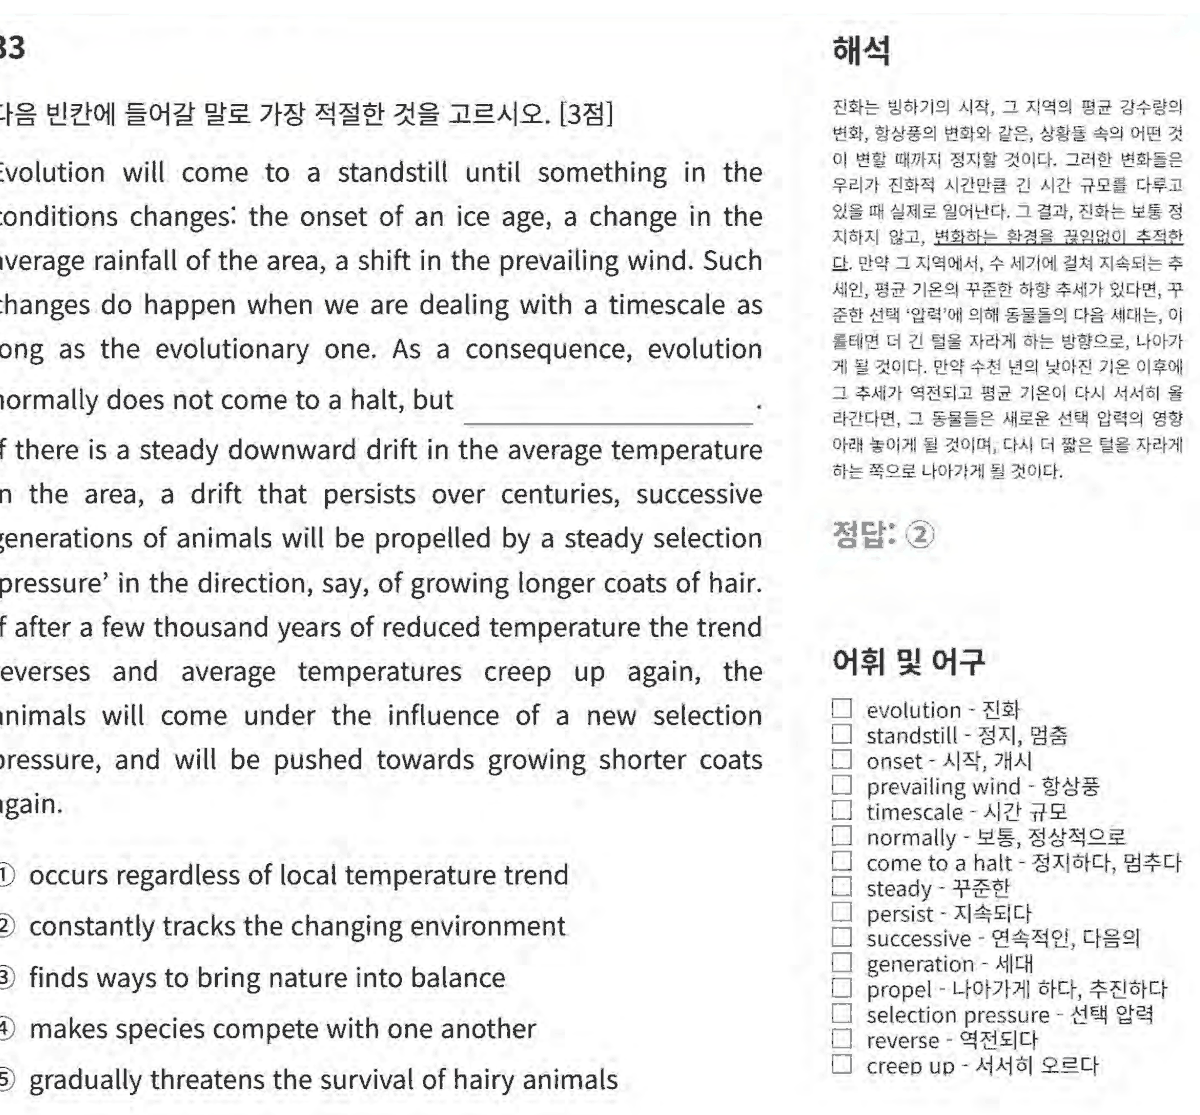 33
다음 빈칸에 들어갈 말로 가장 적절한 것을 고르시오. [3점]
Evolution will come to a standstill until something in the
conditions changes: the onset of an ice age, a change in the
average rainfall of the area, a shift in the prevailing wind. Such
changes do happen when we are dealing with a timescale as
long as the evolutionary one. As a consequence, evolution
normally does not come to a halt, but .
If there is a steady downward drift in the average temperature
in the area, a drift that persists over centuries, successive
generations of animals will be propelled by a steady selection
‘pressure’ in the direction, say, of growing longer coats of hair.
If after a few thousand years of reduced temperature the trend
reverses and average temperatures creep up again, the
animals will come under the influence of a new selection
pressure, and will be pushed towards growing shorter coats
again.
① occurs regardless of local temperature trend
② constantly tracks the changing environment
③ finds ways to bring nature into balance
④ makes species compete with one another
⑤ gradually threatens the survival of hairy animals
해석
진화는 빙하기의 시작, 그 지역의 평균 강수량의
변화, 항상풍의 변화와 같은, 상황들 속의 어떤 것
이 변할 때까지 정지할 것이다. 그러한 변화들은
우리가 진화적 시간만큼 긴 시간 규모를 다루고
있을 때 실제로 일어난다. 그 결과, 진화는 보통 정
지하지 않고, 변화하는 환경을 끊임없이 추적한
다. 만약 그 지역에서, 수 세기에 걸쳐 지속되는 추
세인, 평균 기온의 꾸준한 하향 추세가 있다면, 꾸
준한 선택 ‘압력’에 의해 동물들의 다음 세대는, 이
를테면 더 긴 털을 자라게 하는 방향으로, 나아가
게 될 것이다. 만약 수천 년의 낮아진 기온 이후에
그 추세가 역전되고 평균 기온이 다시 서서히 올
라간다면, 그 동물들은 새로운 선택 압력의 영향
아래 놓이게 될 것이며, 다시 더 짧은 털을 자라게
하는 쪽으로 나아가게 될 것이다.
정답: ②
어휘 및 어구
□ evolution - 진화
□ standstill - 정지, 멈춤
□ onset - 시작, 개시
□ prevailing wind - 항상풍
□ timescale - 시간 규모
□ normally - 보통, 정상적으로
□ come to a halt - 정지하다, 멈추다
□ steady - 꾸준한
□ persist - 지속되다
□ successive - 연속적인, 다음의
□ generation - 세대
□ propel - 나아가게 하다, 추진하다
□ selection pressure - 선택 압력
□ reverse - 역전되다
□ creep up - 서서히 오르다